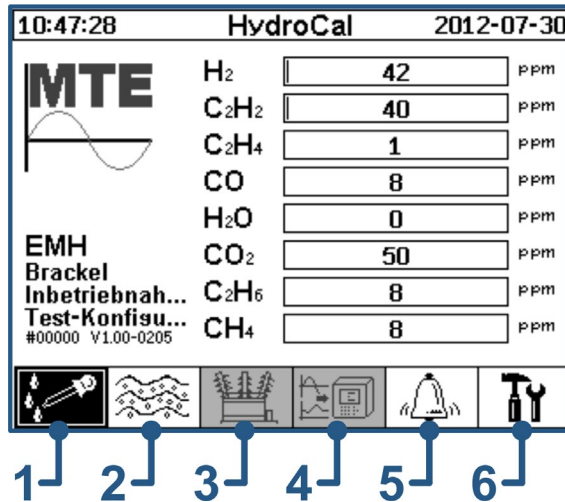 10:47:28 HydroCal 2012-07-30
MTE
H₂ 42 ppm
C₂H₂ 40 ppm
C₂H₄ 1 ppm
CO 8 ppm
H₂O 0 ppm
CO₂ 50 ppm
C₂H₆ 8 ppm
CH₄ 8 ppm
EMH
Brackel
Inbetriebnah...
Test-Konfigu...
#00000 V1.00-0205
1 2 3 4 5 6